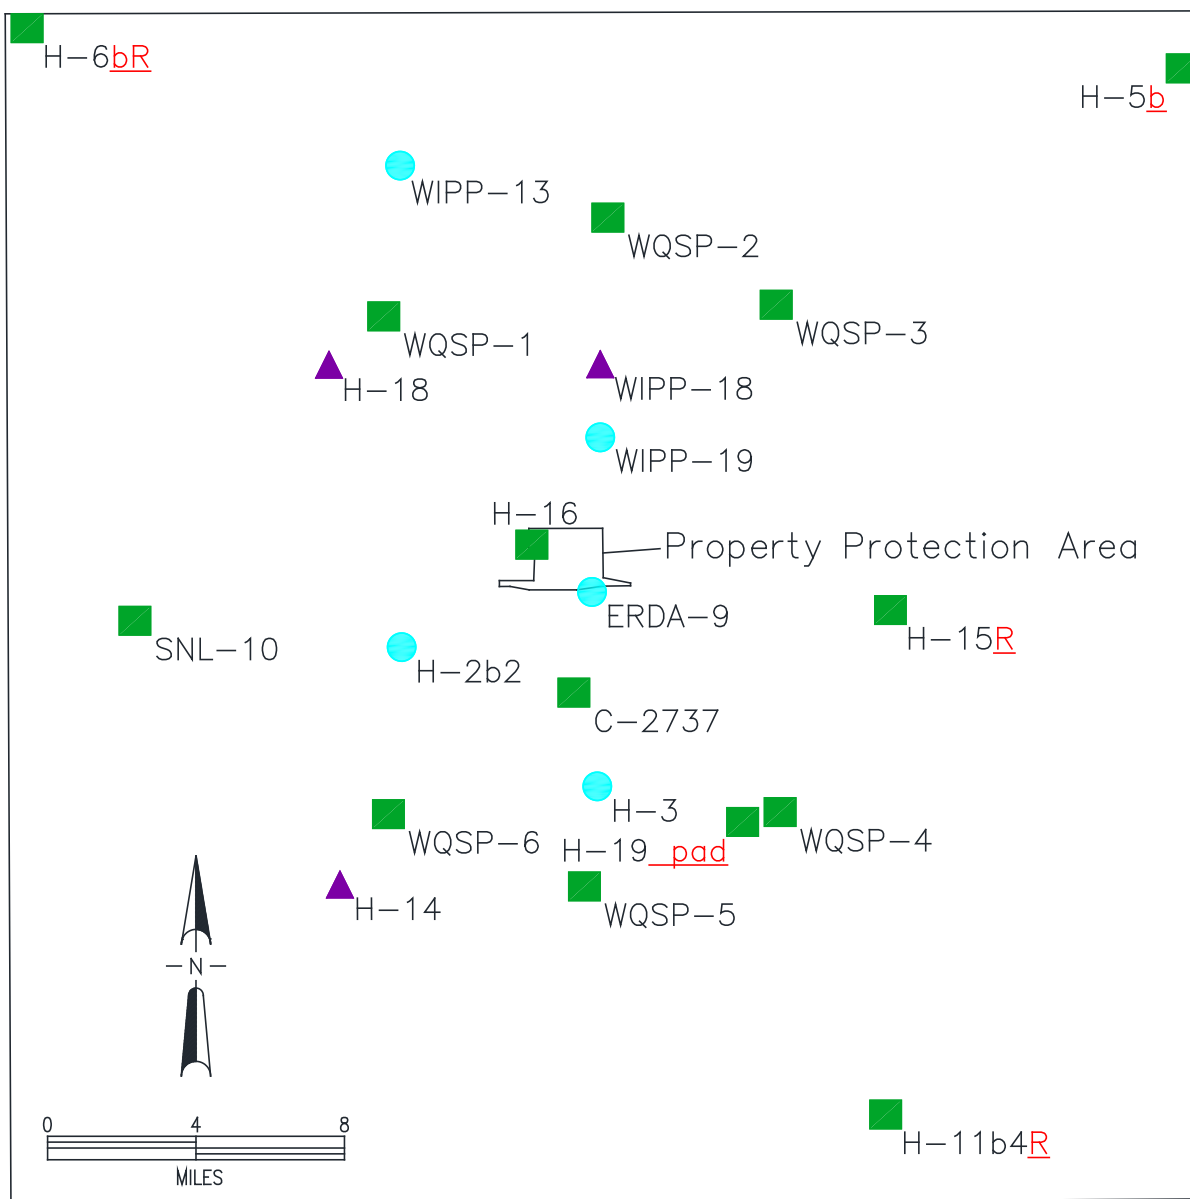 H-6bR
H-5b
WIPP-13
WQSP-2
WQSP-3
WQSP-1
H-18
WIPP-18
WIPP-19
H-16
Property Protection Area
ERDA-9
H-15R
SNL-10
H-2b2
C-2737
H-3
WQSP-6
H-19 pad
WQSP-4
H-14
WQSP-5
-N-
0 4 8
MILES
H-11b4R